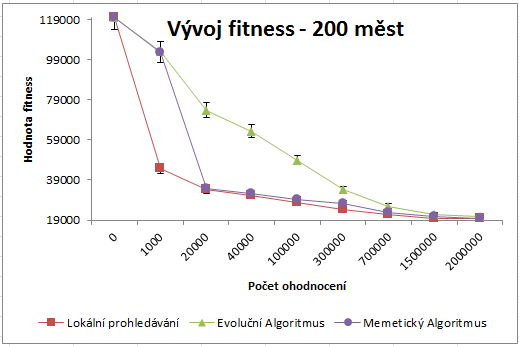 Vývoj fitness - 200 měst
Hodnota fitness
119000
99000
79000
59000
39000
19000
0
1000
20000
40000
100000
300000
700000
1500000
2000000
Počet ohodnocení
Lokální prohledávání
Evoluční Algoritmus
Memetický Algoritmus